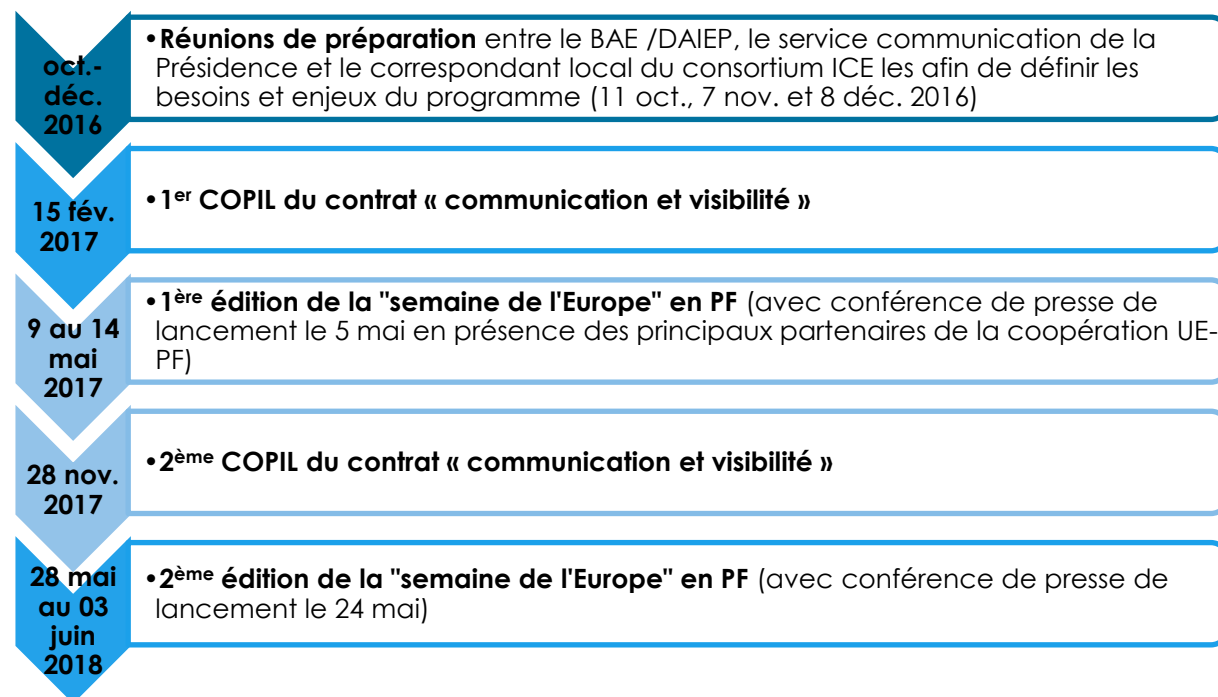 oct.-
déc.
2016
•Réunions de préparation entre le BAE /DAIEP, le service communication de la
Présidence et le correspondant local du consortium ICE les afin de définir les
besoins et enjeux du programme (11 oct., 7 nov. et 8 déc. 2016)
15 fév.
2017
•1er COPIL du contrat « communication et visibilité »
9 au 14
mai
2017
•1ère édition de la "semaine de l'Europe" en PF (avec conférence de presse de
lancement le 5 mai en présence des principaux partenaires de la coopération UE-
PF)
28 nov.
2017
•2ème COPIL du contrat « communication et visibilité »
28 mai
au 03
juin
2018
•2ème édition de la "semaine de l'Europe" en PF (avec conférence de presse de
lancement le 24 mai)